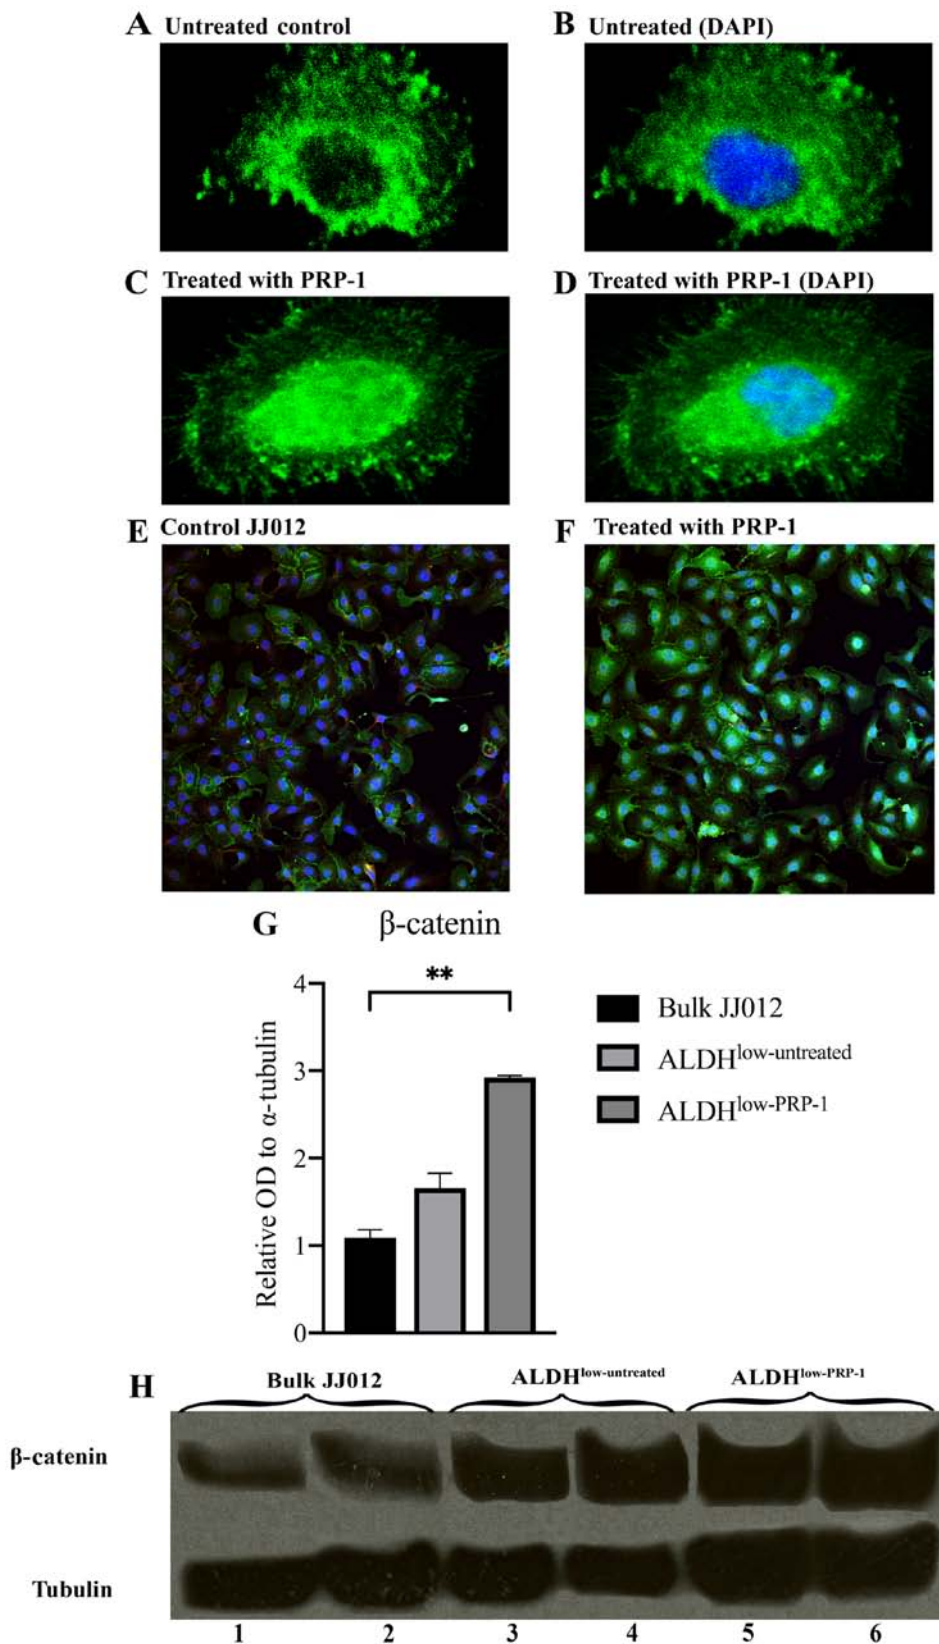 A Untreated control
B Untreated (DAPI)
C Treated with PRP-1
D Treated with PRP-1 (DAPI)
E Control JJ012
F Treated with PRP-1
G β-catenin
**
4
3
2
1
0
Relative OD to α-tubulin
Bulk JJ012
ALDHlow-untreated
ALDHlow-PRP-1
H Bulk JJ012 ALDHlow-untreated ALDHlow-PRP-1
β-catenin
Tubulin
1 2 3 4 5 6